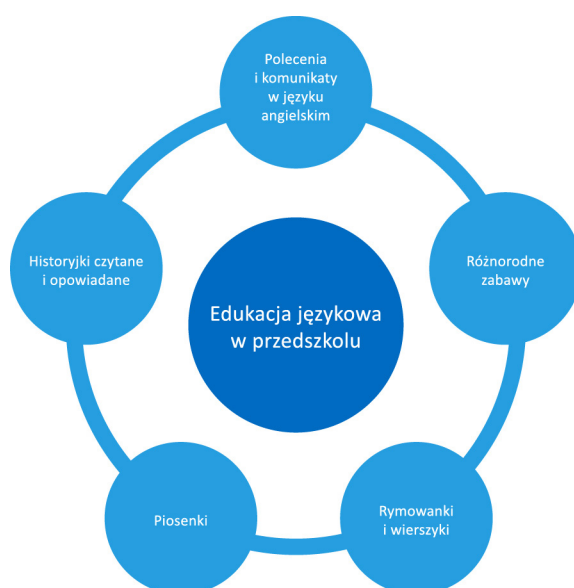 Polecenia
i komunikaty
w języku
angielskim
Historyjki czytane
i opowiadane
Różnorodne
zabawy
Edukacja językowa
w przedszkolu
Piosenki
Rymowanki
i wierszyki